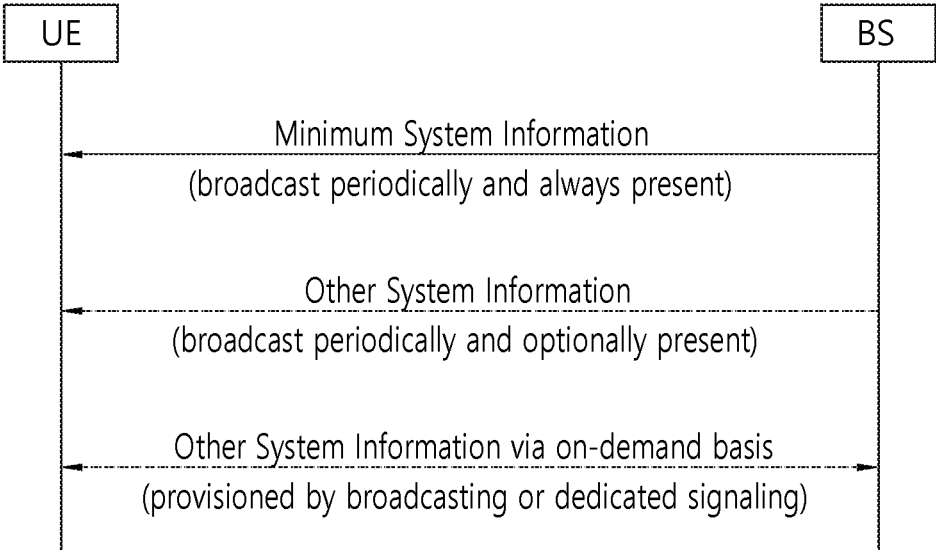 UE
BS
Minimum System Information
(broadcast periodically and always present)
Other System Information
(broadcast periodically and optionally present)
Other System Information via on-demand basis
(provisioned by broadcasting or dedicated signaling)